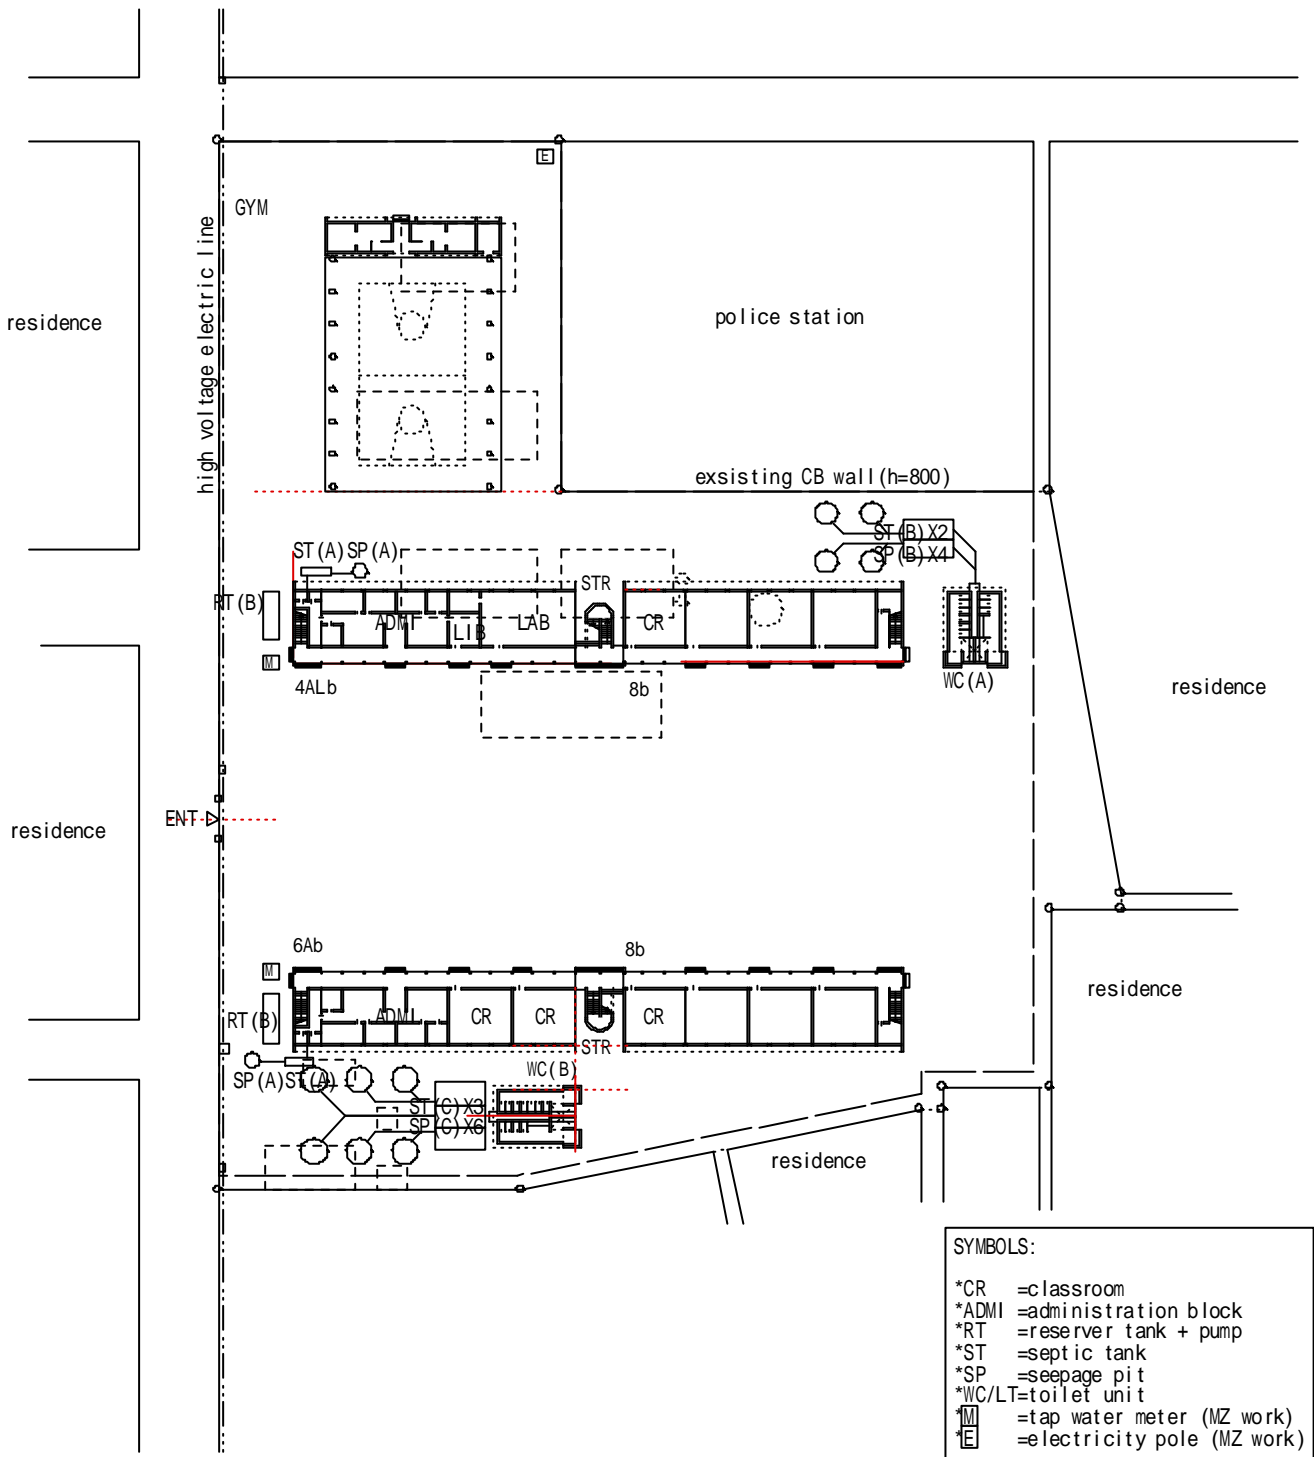 E
GYM
high voltage electric line
residence
police station
exsisting CB wall(h=800)
ST(B)X2
SP(B)X4
ST(A)SP(A)
STR
RT(B)
ADMI
LIB
LAB
CR
M
4ALb
8b
WC(A)
residence
ENT
residence
6Ab
8b
M
residence
RT(B)
ADMI
CR
CR
CR
STR
SP(A)ST(A)
WC(B)
ST(C)X3
SP(C)X6
residence
SYMBOLS:
*CR =classroom
*ADMI =administration block
*RT =reserver tank + pump
*ST =septic tank
*SP =seepage pit
*WC/LT=toilet unit
*M =tap water meter (MZ work)
*E =electricity pole (MZ work)